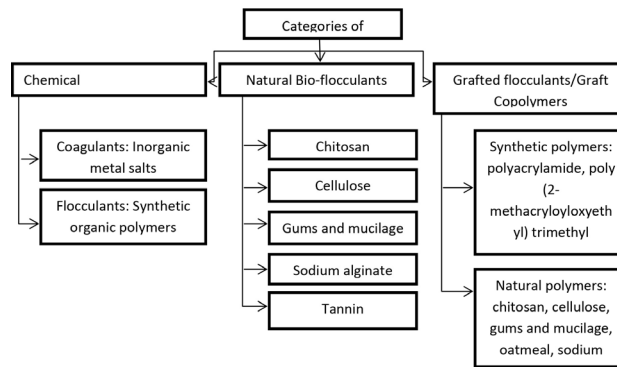 Categories of
Chemical
Natural Bio-flocculants
Grafted flocculants/Graft
Copolymers
Coagulants: Inorganic
metal salts
Flocculants: Synthetic
organic polymers
Chitosan
Cellulose
Gums and mucilage
Sodium alginate
Tannin
Synthetic polymers:
polyacrylamide, poly
(2-
methacryloyloxyeth
yl) trimethyl
Natural polymers:
chitosan, cellulose,
gums and mucilage,
oatmeal, sodium